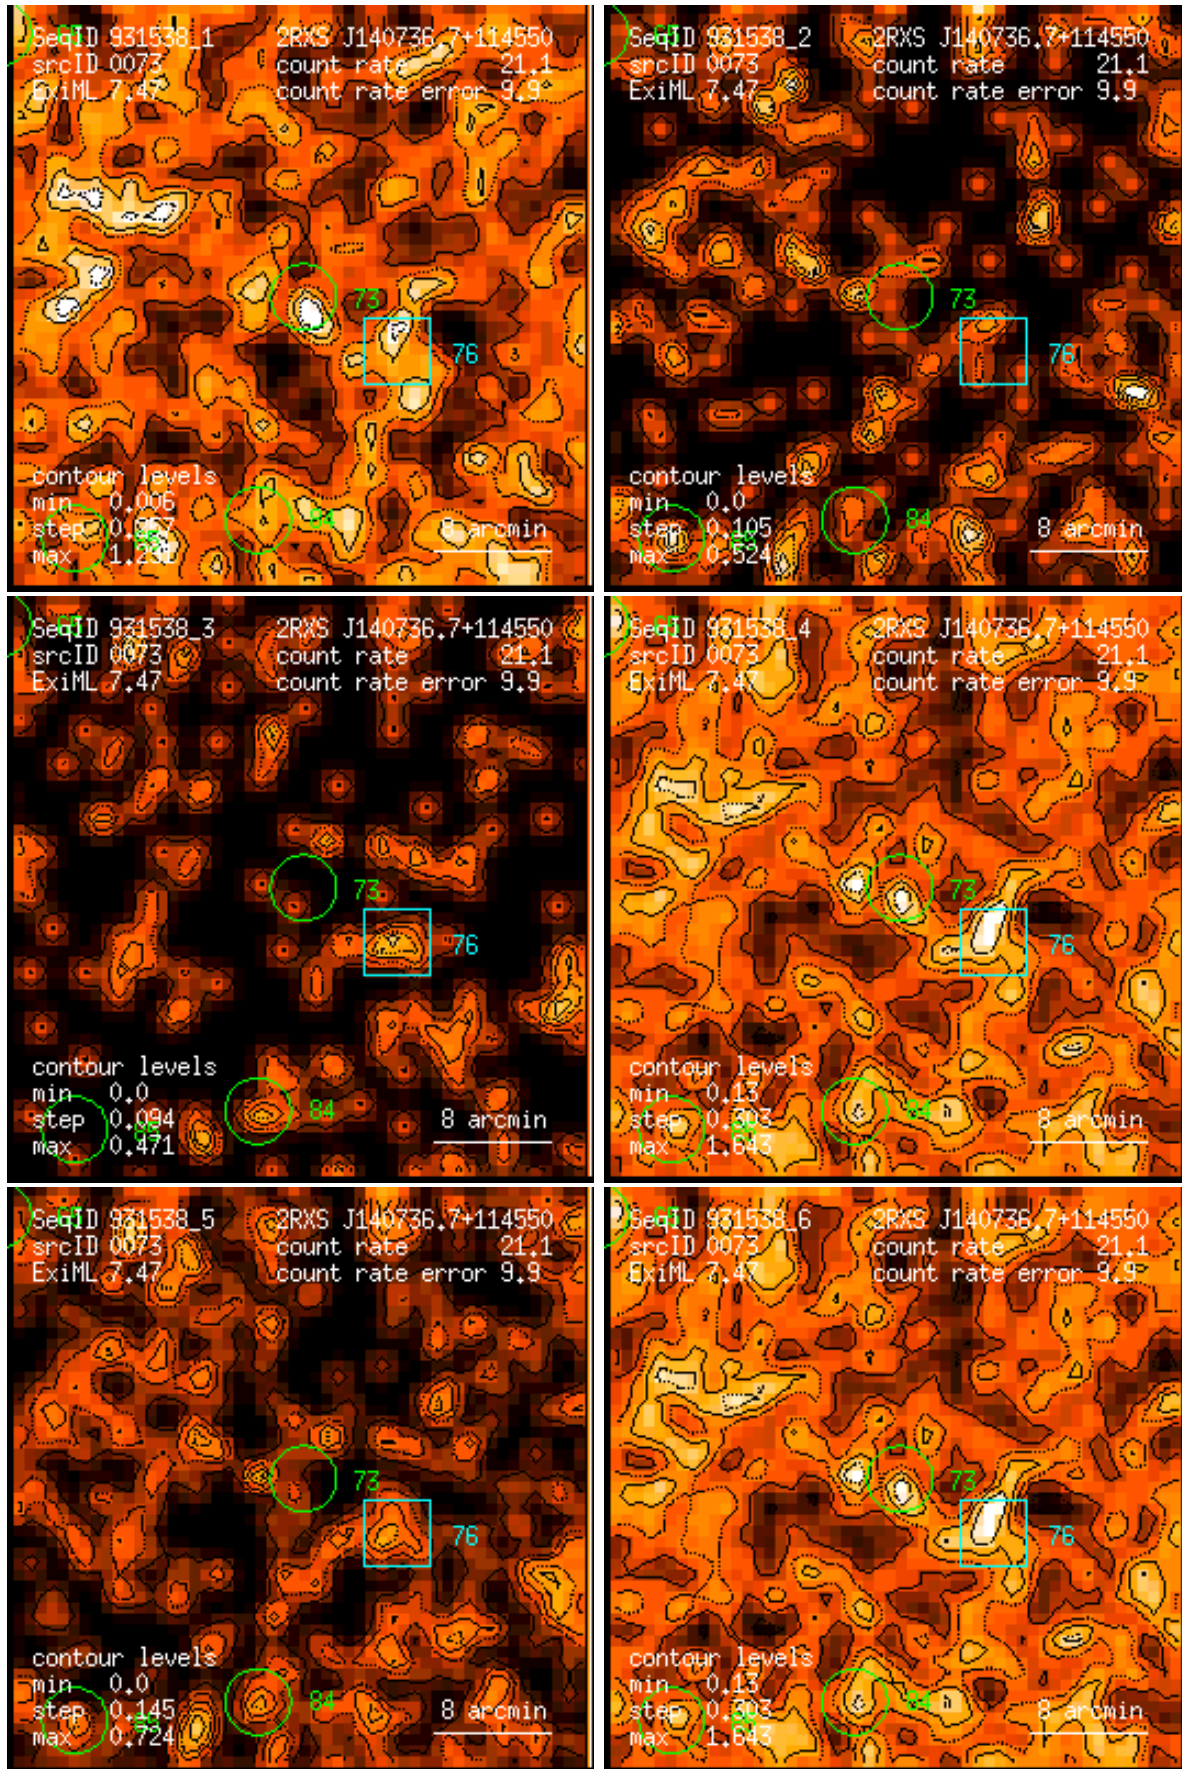 65
SeqID 931538_1 2RXS J140736.7+114550
srcID 0073 count rate 21.1
ExiML 7.47 count rate error 9.9
73
76
contour levels
min 0.006
step
max
84
8 arcmin
65
SeqID 931538_2 2RXS J140736.7+114550
srcID 0073 count rate 21.1
ExiML 7.47 count rate error 9.9
73
76
contour levels
min 0.0
step 0.105
max 0.524
84
8 arcmin
65
SeqID 931538_3 2RXS J140736.7+114550
srcID 0073 count rate 21.1
ExiML 7.47 count rate error 9.9
73
76
contour levels
min 0.0
step 0.094
max 0.471
84
8 arcmin
65
SeqID 931538_4 2RXS J140736.7+114550
srcID 0073 count rate 21.1
ExiML 7.47 count rate error 9.9
73
76
contour levels
min 0.13
step 0.303
max 1.643
84
8 arcmin
65
SeqID 931538_5 2RXS J140736.7+114550
srcID 0073 count rate 21.1
ExiML 7.47 count rate error 9.9
73
76
contour levels
min 0.0
step 0.145
max 0.724
84
8 arcmin
65
SeqID 931538_6 2RXS J140736.7+114550
srcID 0073 count rate 21.1
ExiML 7.47 count rate error 9.9
73
76
contour levels
min 0.13
step 0.303
max 1.643
84
8 arcmin